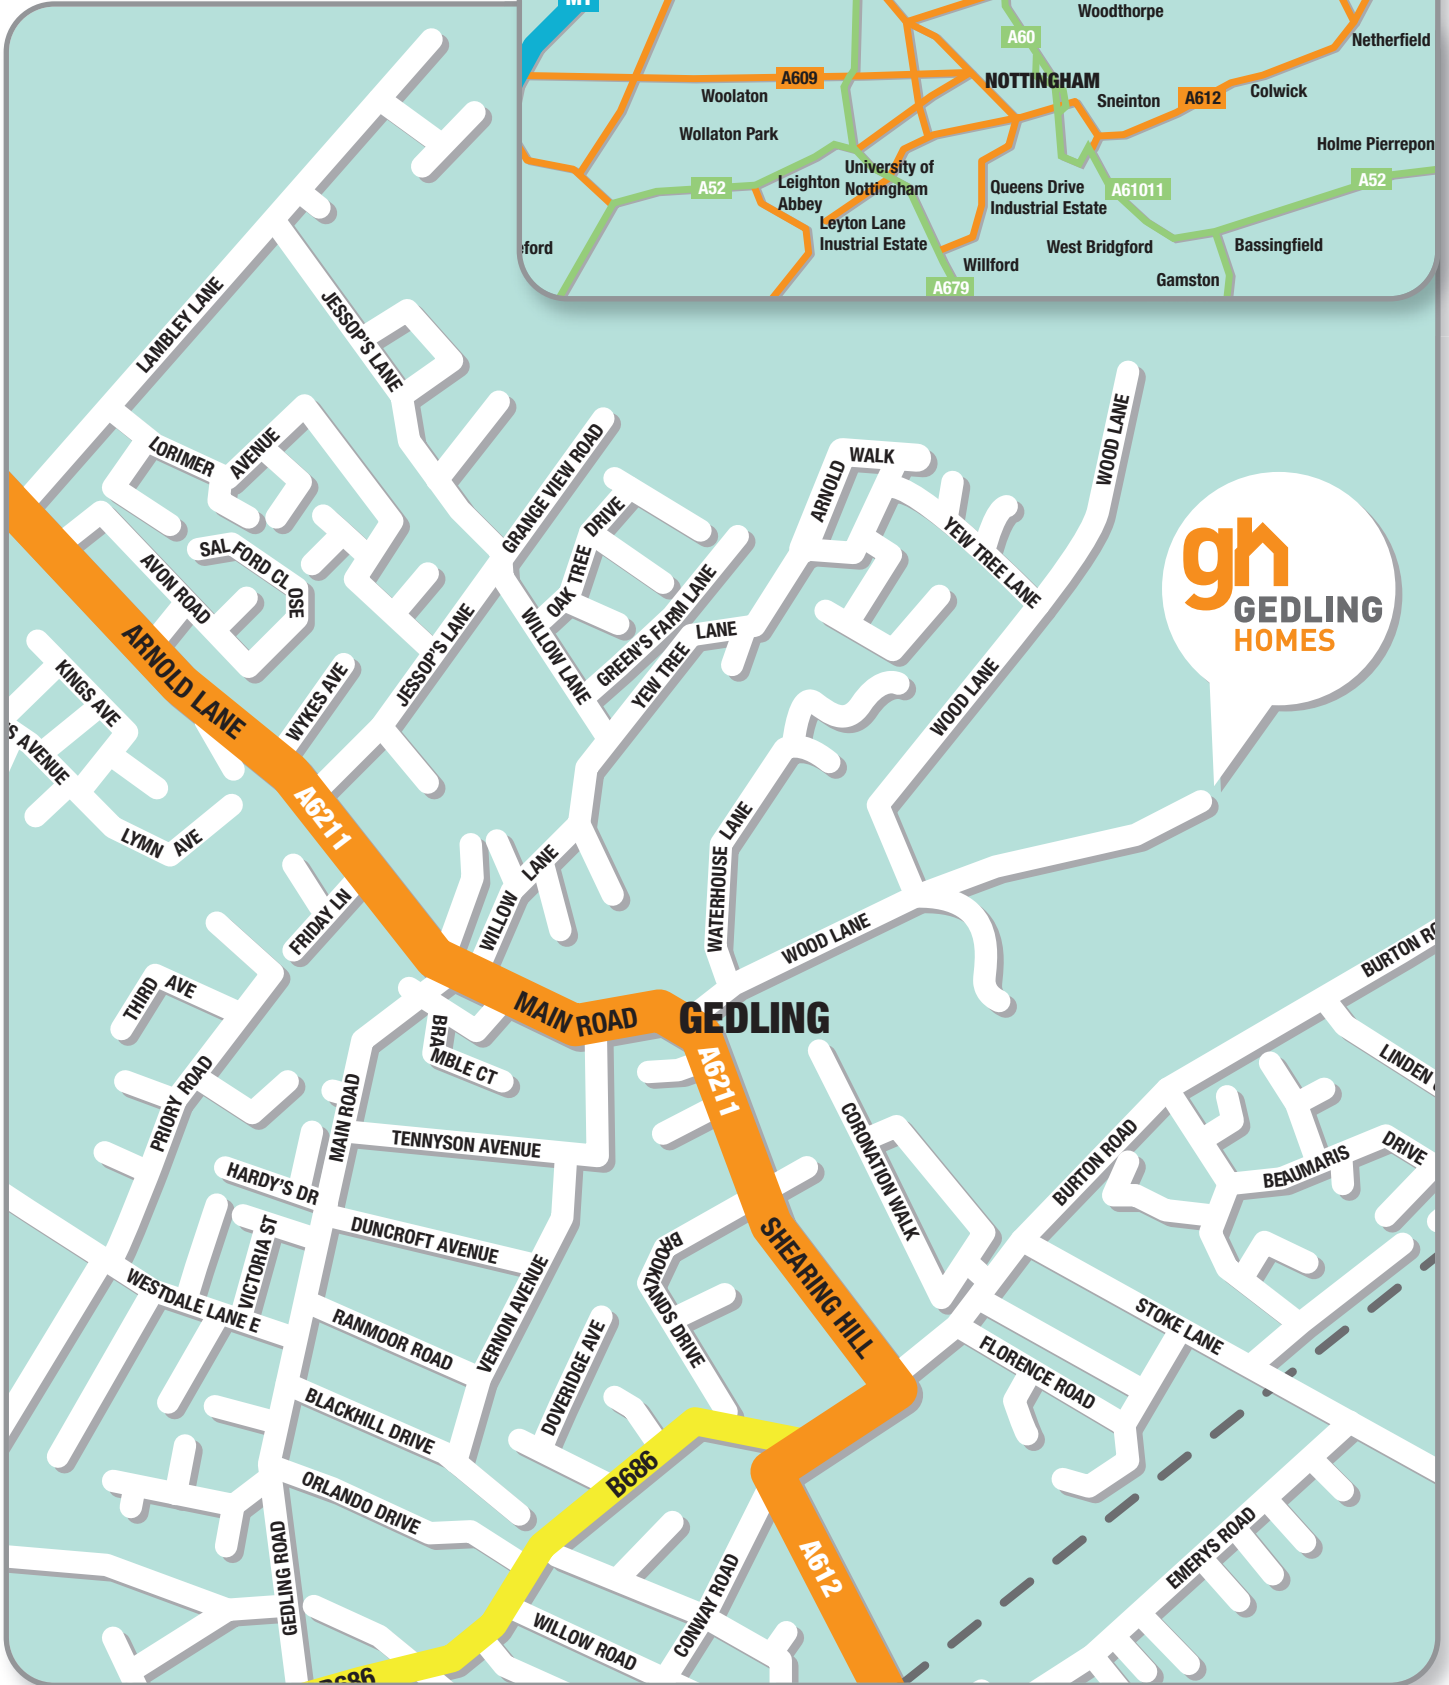 M1
Woodthorpe
A60
Netherfield
A609
NOTTINGHAM
Woolaton
Sneinton
A612
Colwick
Wollaton Park
Holme Pierrepon
University of
Nottingham
A52
Leighton
Abbey
Queens Drive
Industrial Estate
A61011
A52
Leyton Lane
Inustrial Estate
eford
West Bridgford
Bassingfield
Willford
Gamston
A679
LAMBLEY LANE
JESSOP'S LANE
LORIMER
AVENUE
GRANGE VIEW ROAD
WALK
ARNOLD
WOOD LANE
OAK TREE
DRIVE
YEW TREE LANE
SALFORD CLOSE
AVON ROAD
GREEN'S FARM LANE
WILLOW LANE
YEW TREE
LANE
gh
GEDLING
HOMES
ARNOLD LANE
JESSOP'S LANE
KINGS AVE
WYKES AVE
WOOD LANE
S AVENUE
A6211
LYMN
AVE
WATERHOUSE
LANE
WILLOW
LANE
FRIDAY LN
WOOD LANE
BURTON RO
THIRD
AVE
MAIN ROAD
GEDLING
BRA
MBLE CT
A6211
LINDEN
PRIORY ROAD
MAIN ROAD
TENNYSON AVENUE
CORONATION WALK
BURTON ROAD
BEAUMARIS
DRIVE
HARDY'S DR
VICTORIA ST
DUNCROFT AVENUE
SHEARING HILL
BROOKLANDS DRIVE
WESTDALE LANE E
VERNON AVENUE
RANMOOR ROAD
STOKE LANE
FLORENCE ROAD
DOVERIDGE AVE
BLACKHILL DRIVE
B686
ORLANDO DRIVE
GEDLING ROAD
A612
EMERYS ROAD
CONWAY ROAD
WILLOW ROAD
B686